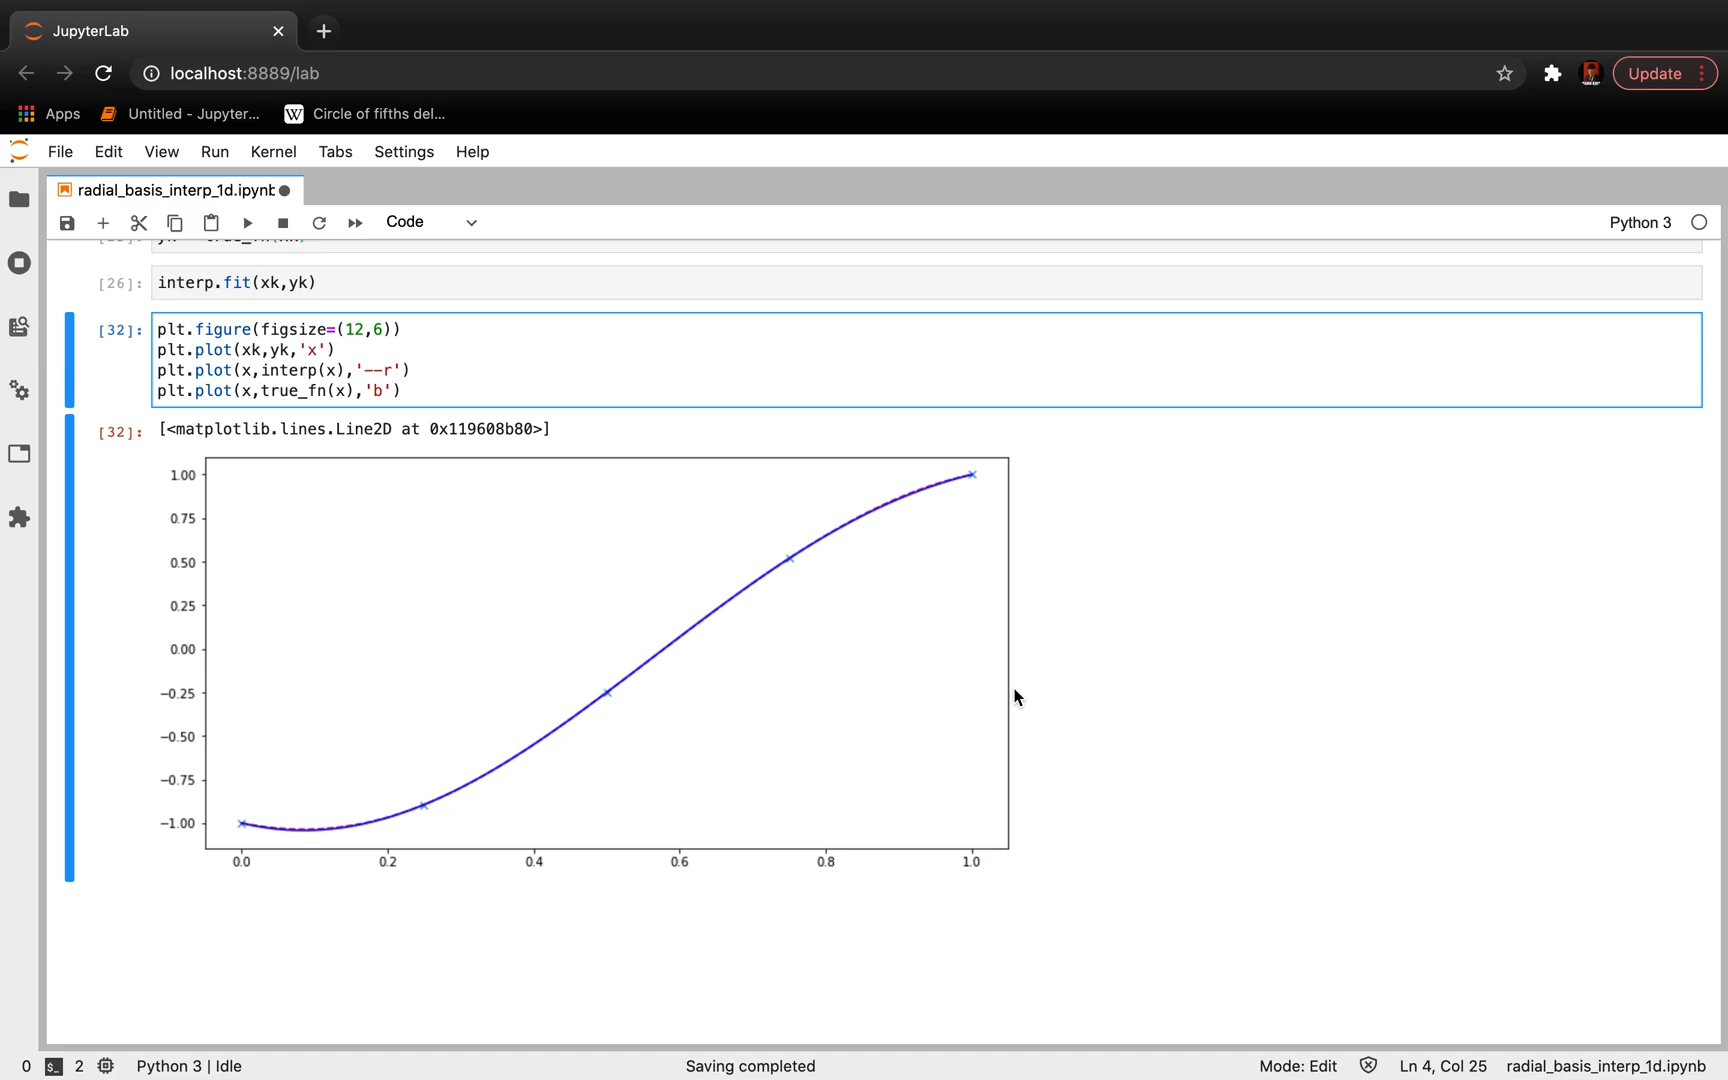 JupyterLab
localhost:8889/lab
Update
Apps
Untitled - Jupyter...
Circle of fifths del...
File Edit View Run Kernel Tabs Settings Help
radial_basis_interp_1d.ipynb
Code
Python 3
[26]: interp.fit(xk,yk)
[32]: plt.figure(figsize=(12,6))
plt.plot(xk,yk,'x')
plt.plot(x,interp(x),'--r')
plt.plot(x,true_fn(x),'b')
[32]: [<matplotlib.lines.Line2D at 0x119608b80>]
1.00
0.75
0.50
0.25
0.00
−0.25
−0.50
−0.75
−1.00
0.0 0.2 0.4 0.6 0.8 1.0
0 $_ 2 Python 3 | Idle Saving completed Mode: Edit Ln 4, Col 25 radial_basis_interp_1d.ipynb